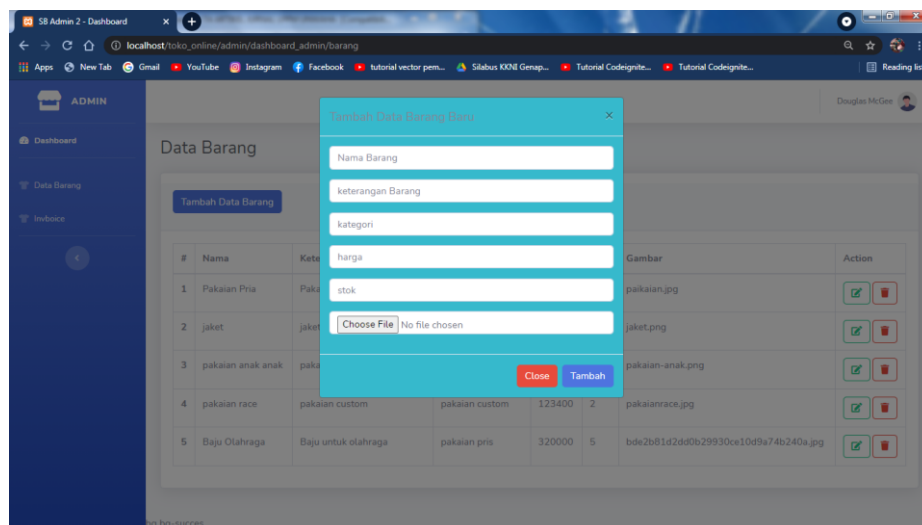 SB Admin 2 - Dashboard
localhost/toko_online/admin/dashboard_admin/barang
Apps New Tab Gmail YouTube Instagram Facebook tutorial vector pem... Silabus KKNI Genap... Tutorial Codeignite... Tutorial Codeignite... Reading lis
ADMIN
Douglas McGee
Dashboard
Data Barang
Invboice
Data Barang
Tambah Data Barang
# Nama Kete Gambar Action
1 Pakaian Pria Paka paikaian.jpg
2 jaket jaket jaket.png
3 pakaian anak anak paka pakaian-anak.png
4 pakaian race pakaian custom pakaian custom 123400 2 pakaianrace.jpg
5 Baju Olahraga Baju untuk olahraga pakaian pris 320000 5 bde2b81d2dd0b29930ce10d9a74b240a.jpg
Tambah Data Barang Baru ×
Nama Barang
keterangan Barang
kategori
harga
stok
Choose File No file chosen
Close Tambah